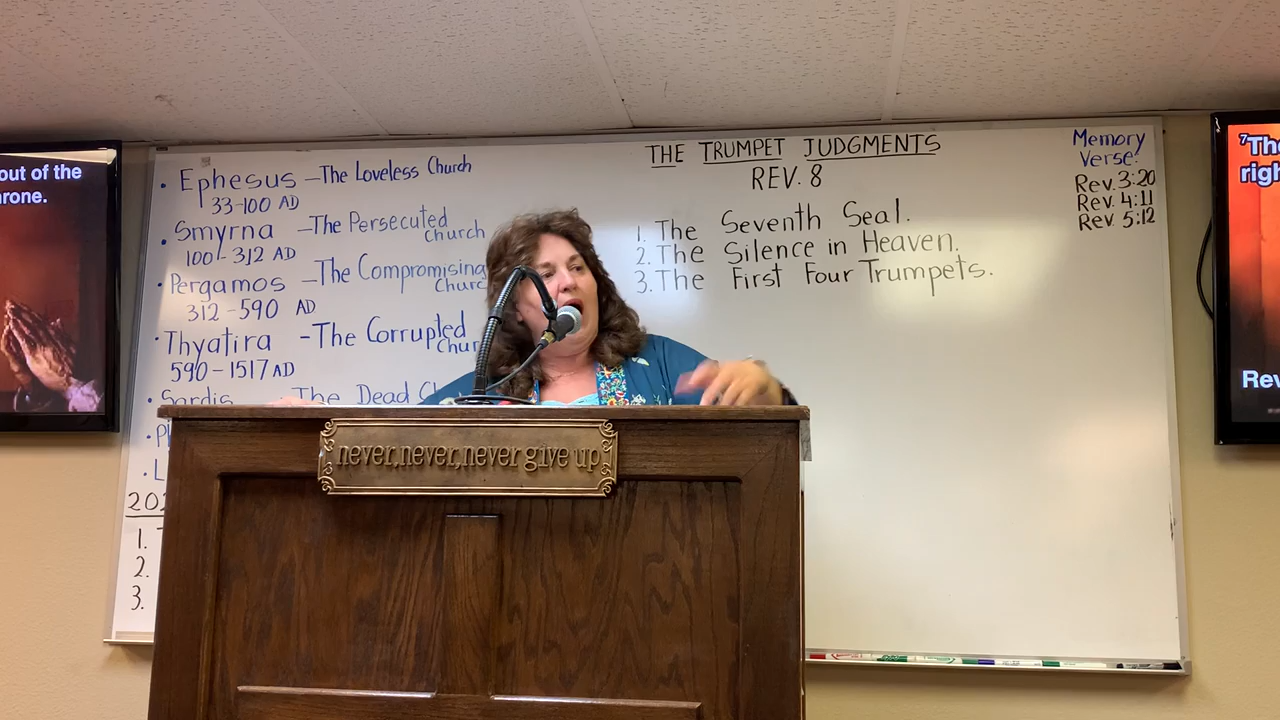 out of the
rone.
• Ephesus – The Loveless Church
33-100 AD
• Smyrna – The Persecuted
Church
100 - 312 AD
• Pergamos – The Compromising
312 - 590 AD
• Thyatira - The Corrupted
590 - 1517 AD
Sardis The Dead
THE TRUMPET JUDGMENTS
REV. 8
1. The Seventh Seal.
2. The Silence in Heaven.
3. The First Four Trumpets.
Memory
Verse:
Rev. 3:20
Rev. 4:11
Rev. 5:12
1.
2.
3.
never, never, never give up
7
righ
Rev